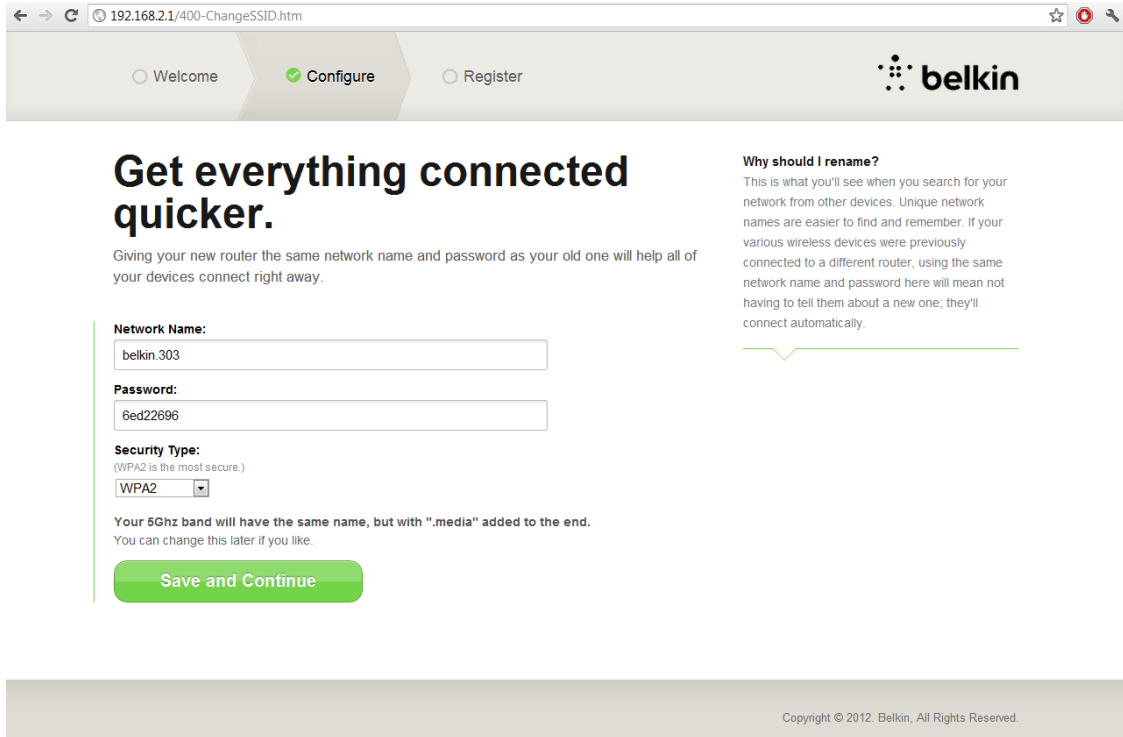 192.168.2.1/400-ChangeSSID.htm
Welcome
Configure
Register
belkin
Get everything connected
quicker.
Giving your new router the same network name and password as your old one will help all of
your devices connect right away.
Network Name:
belkin.303
Password:
6ed22696
Security Type:
(WPA2 is the most secure.)
WPA2
Your 5Ghz band will have the same name, but with ".media" added to the end.
You can change this later if you like.
Save and Continue
Why should I rename?
This is what you'll see when you search for your
network from other devices. Unique network
names are easier to find and remember. If your
various wireless devices were previously
connected to a different router, using the same
network name and password here will mean not
having to tell them about a new one; they'll
connect automatically.
Copyright © 2012. Belkin, All Rights Reserved.